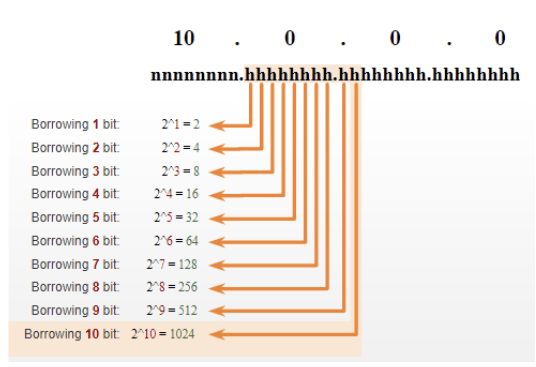 10 . 0 . 0 . 0
nnnnnnnn.hhhhhhhh.hhhhhhhh.hhhhhhhh
Borrowing 1 bit: 2^1 = 2
Borrowing 2 bit: 2^2 = 4
Borrowing 3 bit: 2^3 = 8
Borrowing 4 bit: 2^4 = 16
Borrowing 5 bit: 2^5 = 32
Borrowing 6 bit: 2^6 = 64
Borrowing 7 bit: 2^7 = 128
Borrowing 8 bit: 2^8 = 256
Borrowing 9 bit: 2^9 = 512
Borrowing 10 bit: 2^10 = 1024